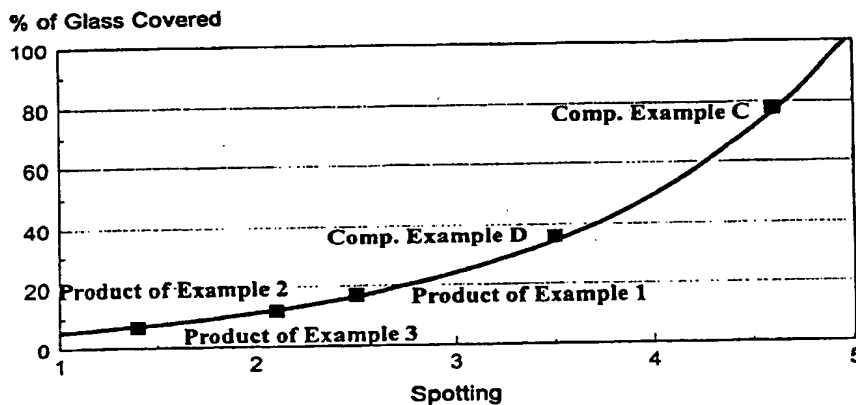 % of Glass Covered
100
80
Comp. Example C
60
40
Comp. Example D
20
Product of Example 2
Product of Example 1
Product of Example 3
0
1 2 3 4 5
Spotting